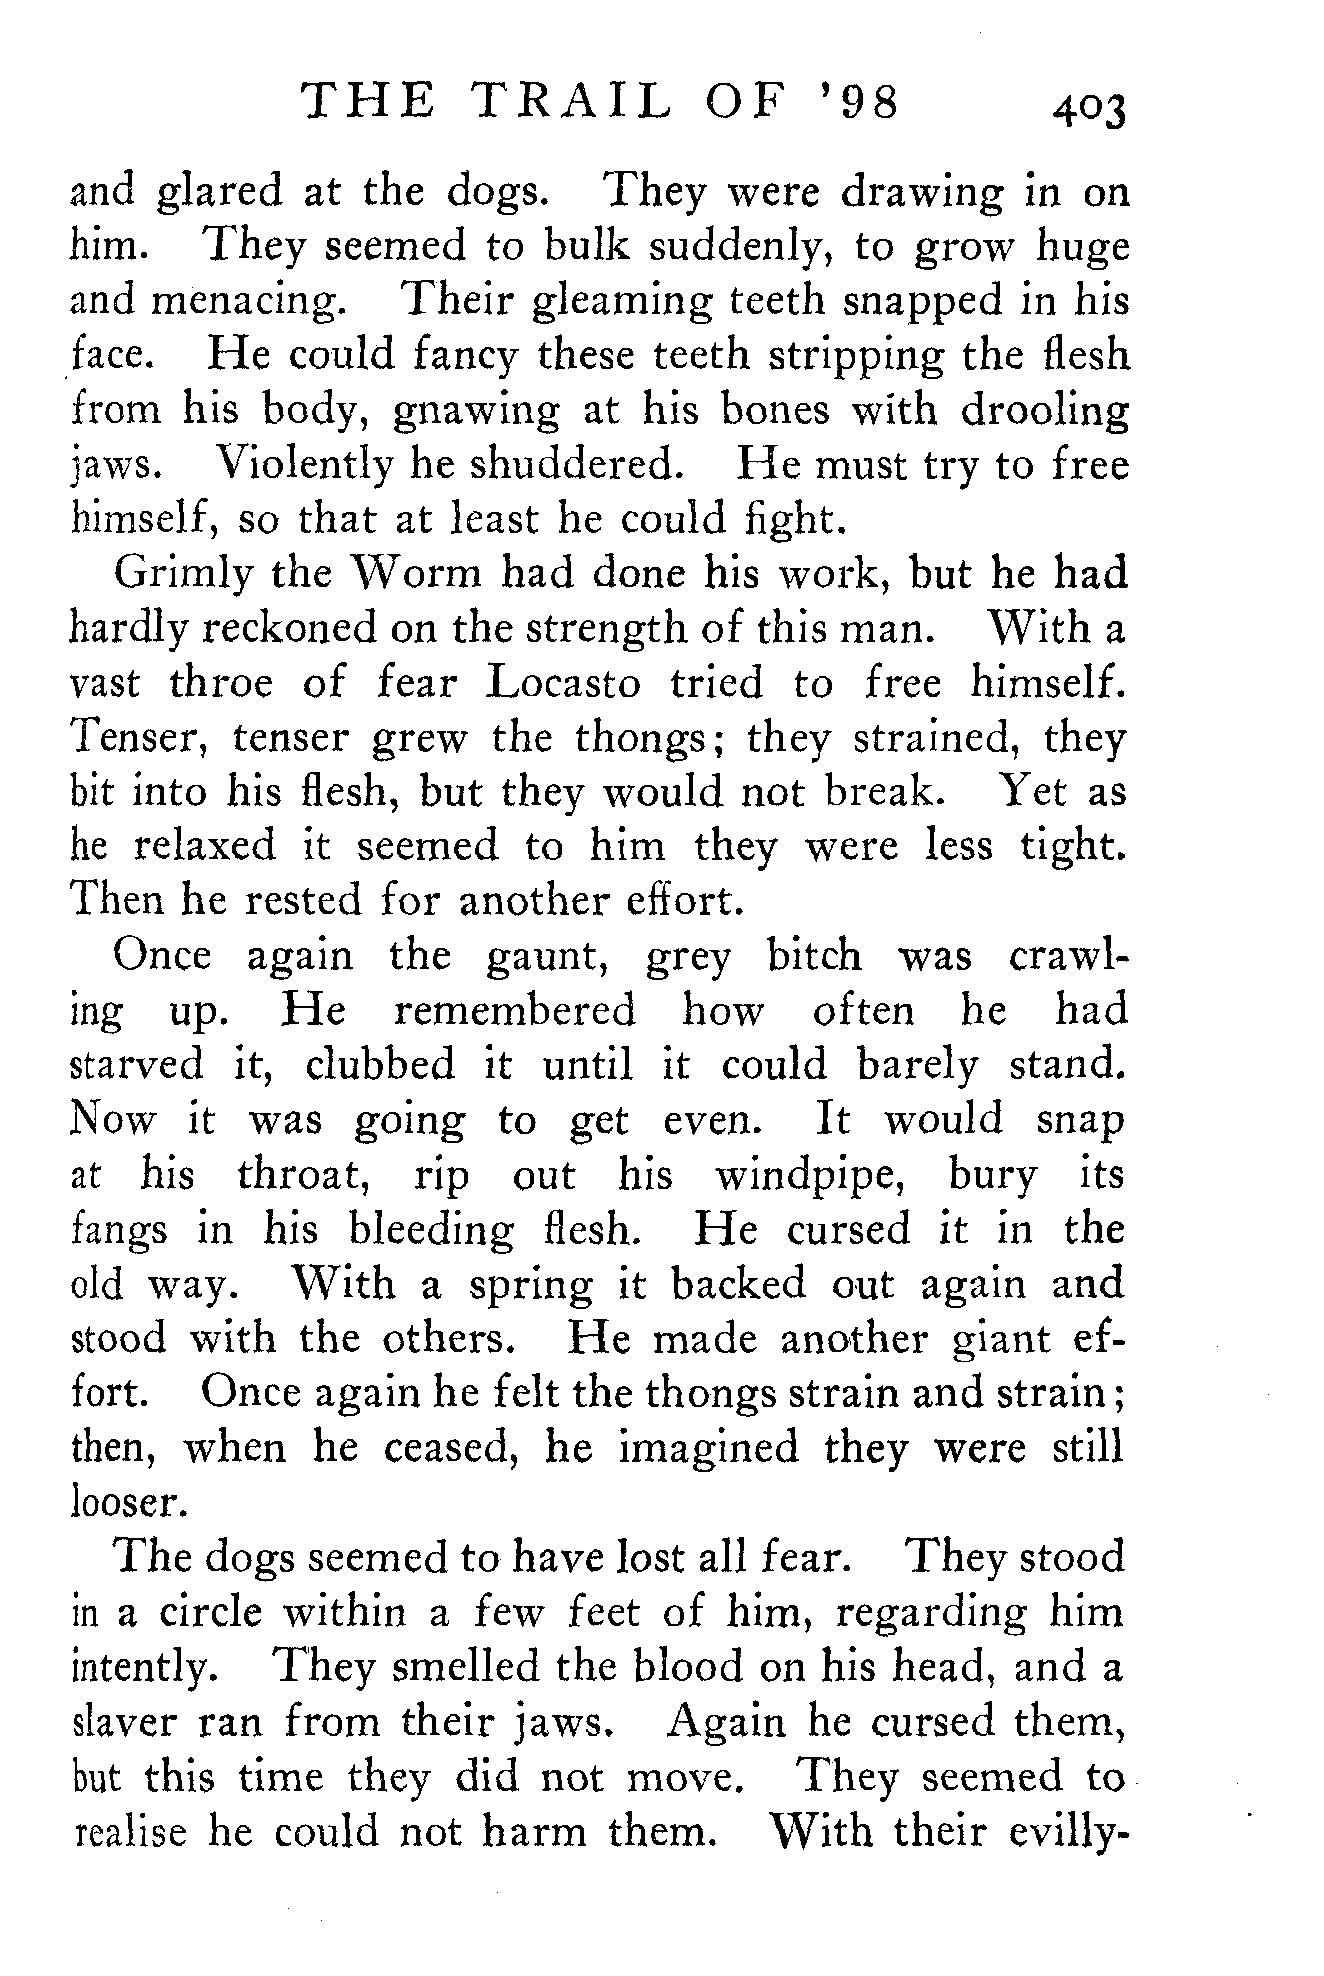 THE TRAIL OF '98 403
and glared at the dogs. They were drawing in on
him. They seemed to bulk suddenly, to grow huge
and menacing. Their gleaming teeth snapped in his
face. He could fancy these teeth stripping the flesh
from his body, gnawing at his bones with drooling
jaws. Violently he shuddered. He must try to free
himself, so that at least he could fight.
Grimly the Worm had done his work, but he had
hardly reckoned on the strength of this man. With a
vast throe of fear Locasto tried to free himself.
Tenser, tenser grew the thongs; they strained, they
bit into his flesh, but they would not break. Yet as
he relaxed it seemed to him they were less tight.
Then he rested for another effort.
Once again the gaunt, grey bitch was crawl-
ing up. He remembered how often he had
starved it, clubbed it until it could barely stand.
Now it was going to get even. It would snap
at his throat, rip out his windpipe, bury its
fangs in his bleeding flesh. He cursed it in the
old way. With a spring it backed out again and
stood with the others. He made another giant ef-
fort. Once again he felt the thongs strain and strain;
then, when he ceased, he imagined they were still
looser.
The dogs seemed to have lost all fear. They stood
in a circle within a few feet of him, regarding him
intently. They smelled the blood on his head, and a
slaver ran from their jaws. Again he cursed them,
but this time they did not move. They seemed to
realise he could not harm them. With their evilly-